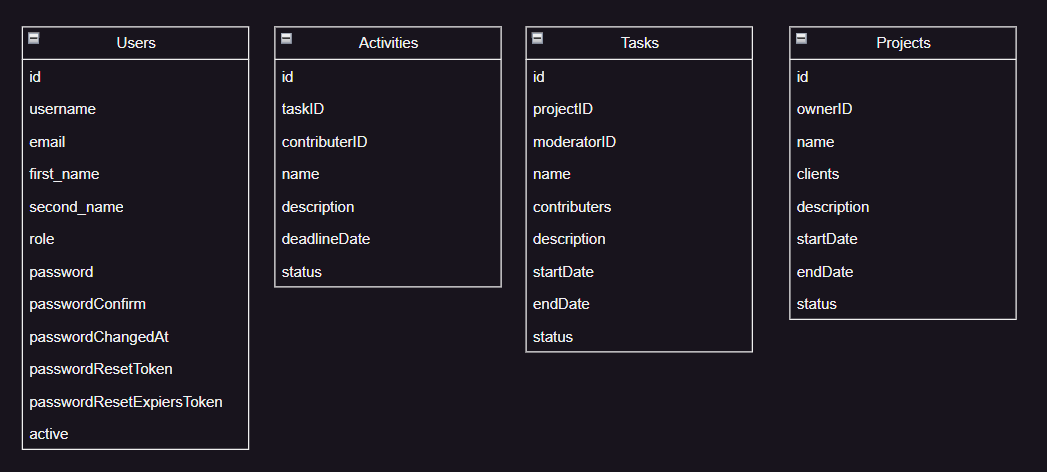 Users
id
username
email
first_name
second_name
role
password
passwordConfirm
passwordChangedAt
passwordResetToken
passwordResetExpiersToken
active
Activities
id
taskID
contributerID
name
description
deadlineDate
status
Tasks
id
projectID
moderatorID
name
contributers
description
startDate
endDate
status
Projects
id
ownerID
name
clients
description
startDate
endDate
status